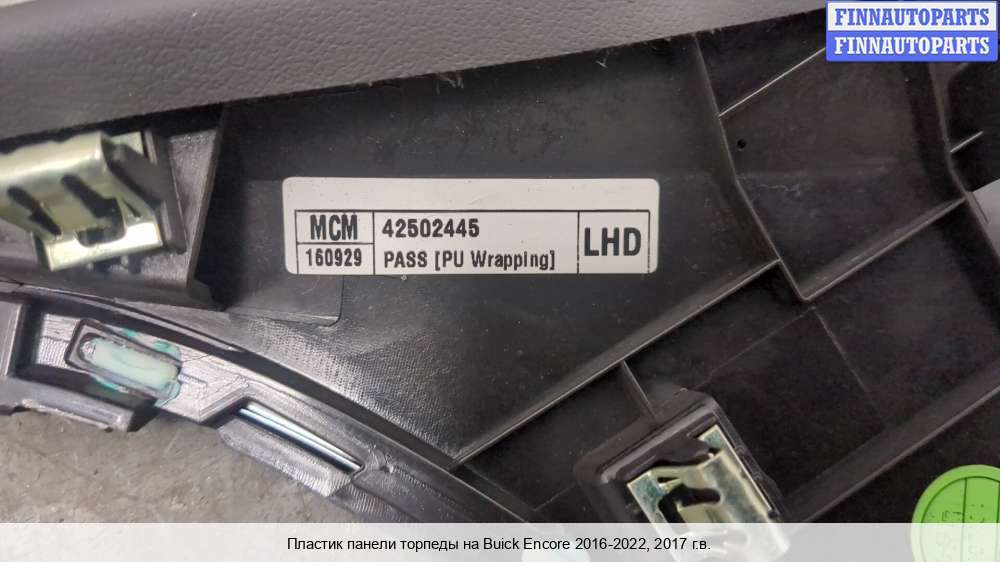 FINNAUTOPARTS
FINNAUTOPARTS
MCM 42502445
160929 PASS [PU Wrapping] LHD
Пластик панели торпеды на Buick Encore 2016-2022, 2017 г.в.